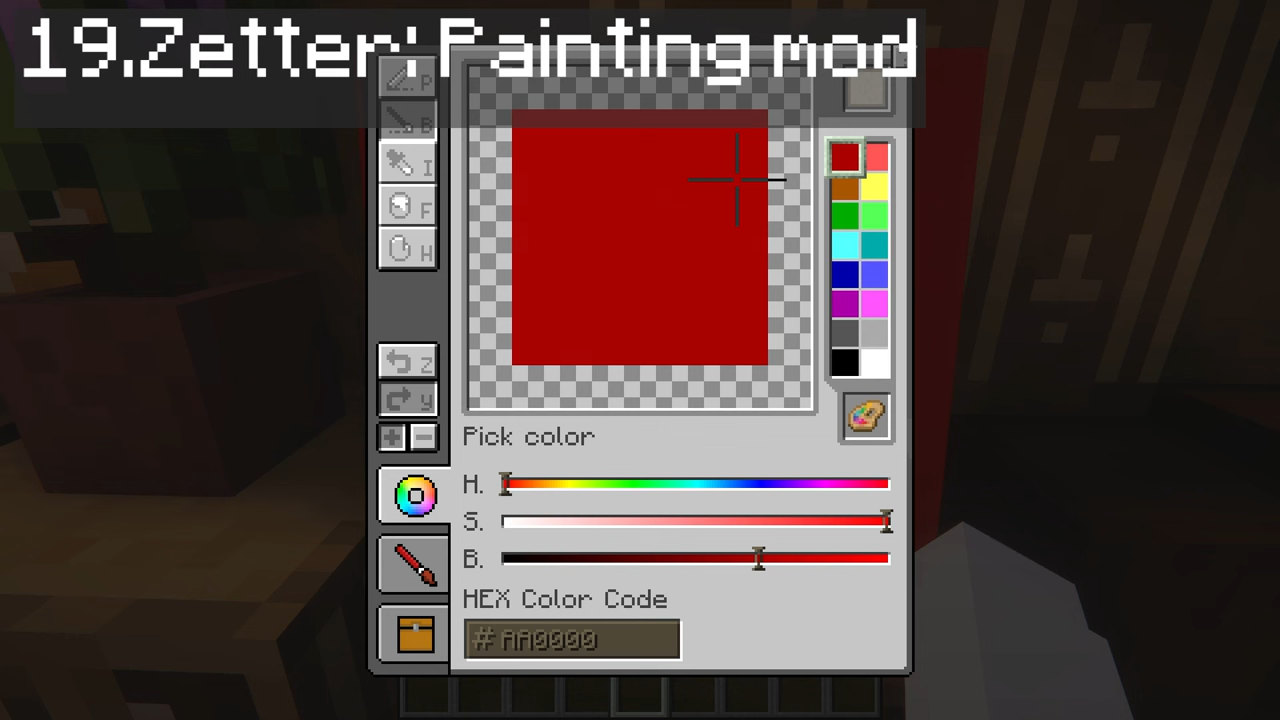 19.Zetter: Painting mod
P
B
I
F
H
Z
y
Pick color
H.
S.
B.
HEX Color Code
# AA0000